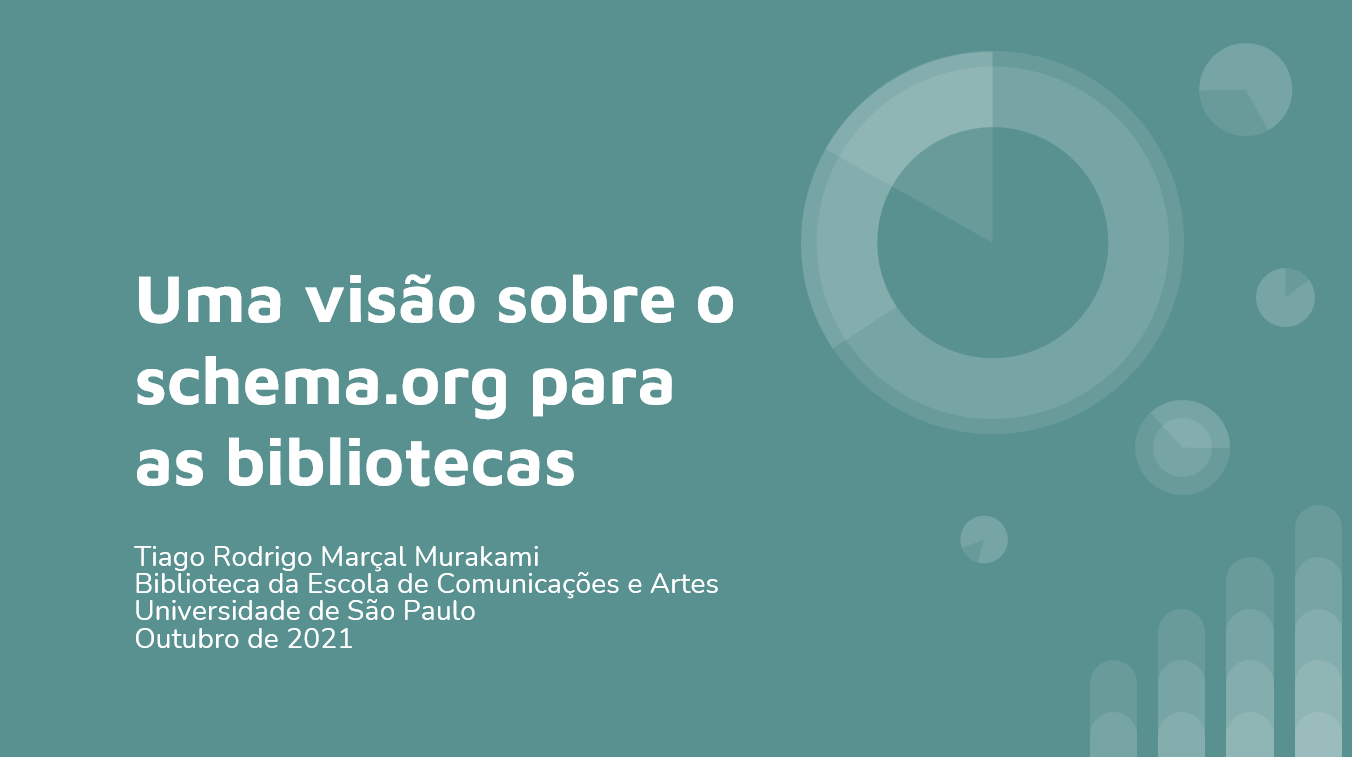 Uma visão sobre o
schema.org para
as bibliotecas
Tiago Rodrigo Marçal Murakami
Biblioteca da Escola de Comunicações e Artes
Universidade de São Paulo
Outubro de 2021